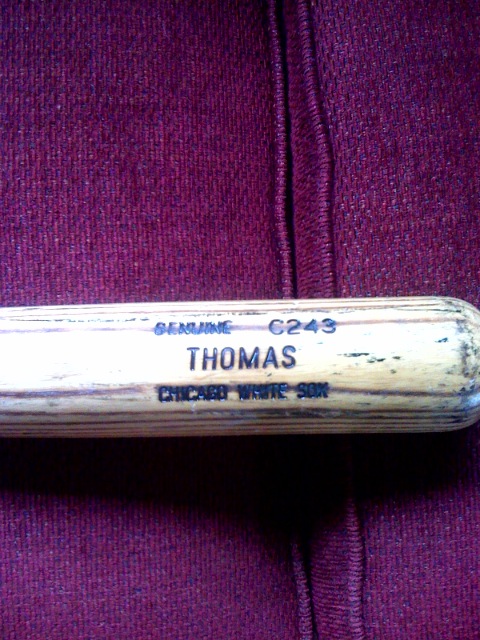 GENUINE C243
THOMAS
CHICAGO WHITE SOX